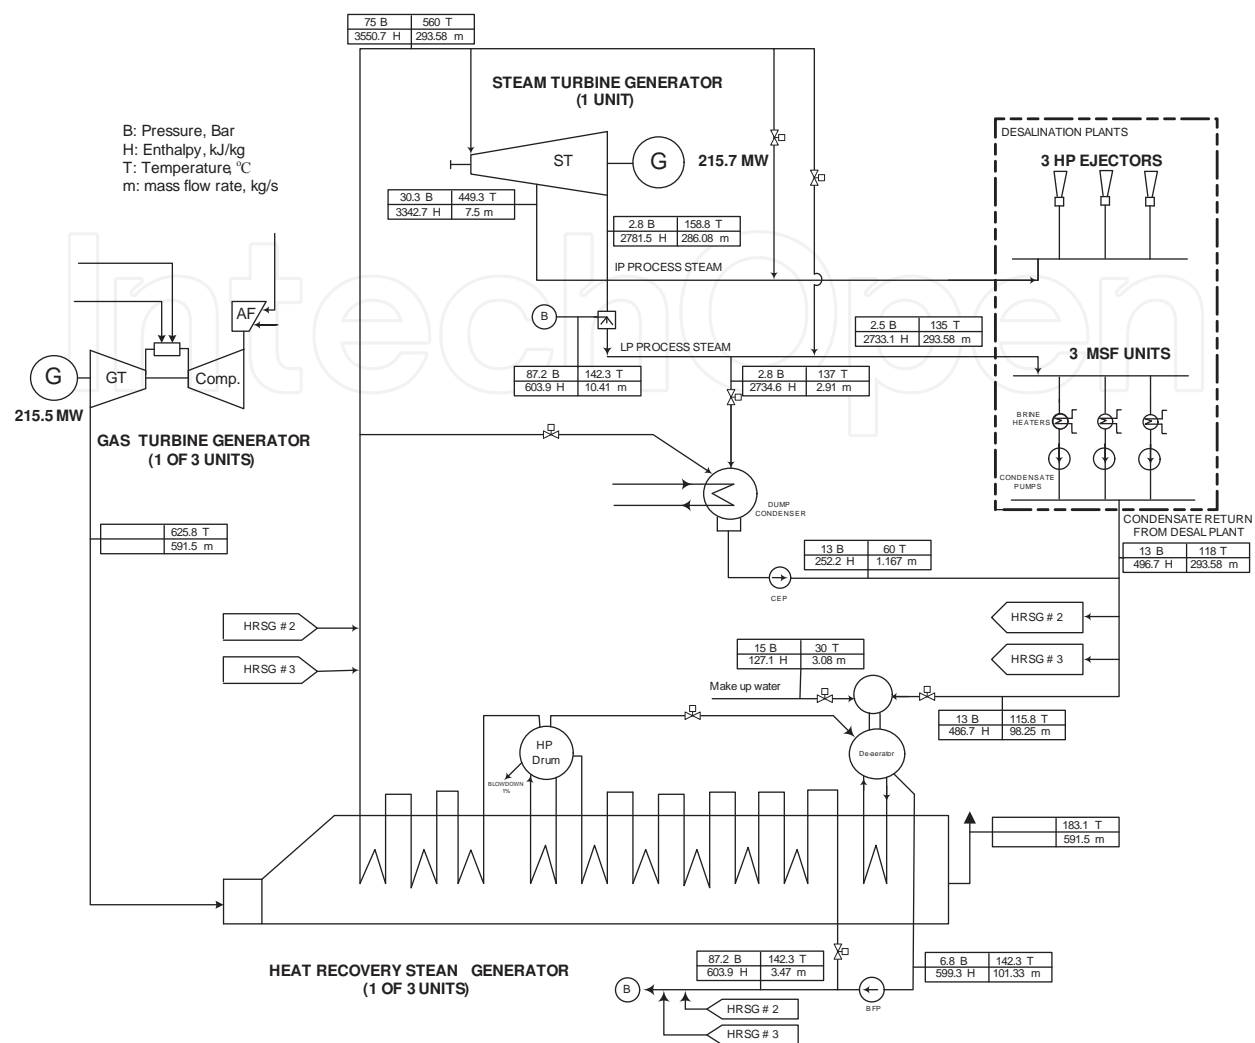 75 B 560 T
3550.7 H 293.58 m
STEAM TURBINE GENERATOR
(1 UNIT)
B: Pressure, Bar
H: Enthalpy, kJ/kg
T: Temperature, °C
m: mass flow rate, kg/s
ST
G
215.7 MW
DESALINATION PLANTS
3 HP EJECTORS
30.3 B 449.3 T
3342.7 H 7.5 m
2.8 B 158.8 T
2781.5 H 286.08 m
IntechOpen
IP PROCESS STEAM
AF
B
LP PROCESS STEAM
2.5 B 135 T
2733.1 H 293.58 m
3 MSF UNITS
G
GT
Comp.
215.5 MW
87.2 B 142.3 T
603.9 H 10.41 m
2.8 B 137 T
2734.6 H 2.91 m
BRINE
HEATERS
GAS TURBINE GENERATOR
(1 OF 3 UNITS)
CONDENSATE
PUMPS
DUMP
CONDENSER
625.8 T
591.5 m
CONDENSATE RETURN
FROM DESAL PLANT
13 B 118 T
496.7 H 293.58 m
13 B 60 T
252.2 H 1.167 m
CEP
HRSG # 2
HRSG # 3
HRSG # 2
HRSG # 3
15 B 30 T
127.1 H 3.08 m
Make up water
13 B 115.8 T
486.7 H 98.25 m
HP
Drum
De-aerator
BLOWDOWN
1%
183.1 T
591.5 m
HEAT RECOVERY STEAN GENERATOR
(1 OF 3 UNITS)
87.2 B 142.3 T
603.9 H 3.47 m
6.8 B 142.3 T
599.3 H 101.33 m
B
BFP
HRSG # 2
HRSG # 3